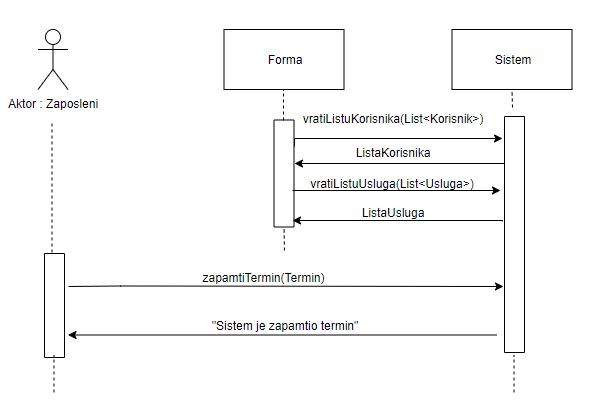 Aktor : Zaposleni
Forma
Sistem
vratiListuKorisnika(List<Korisnik>)
ListaKorisnika
vratiListuUsluga(List<Usluga>)
ListaUsluga
zapamtiTermin(Termin)
"Sistem je zapamtio termin"